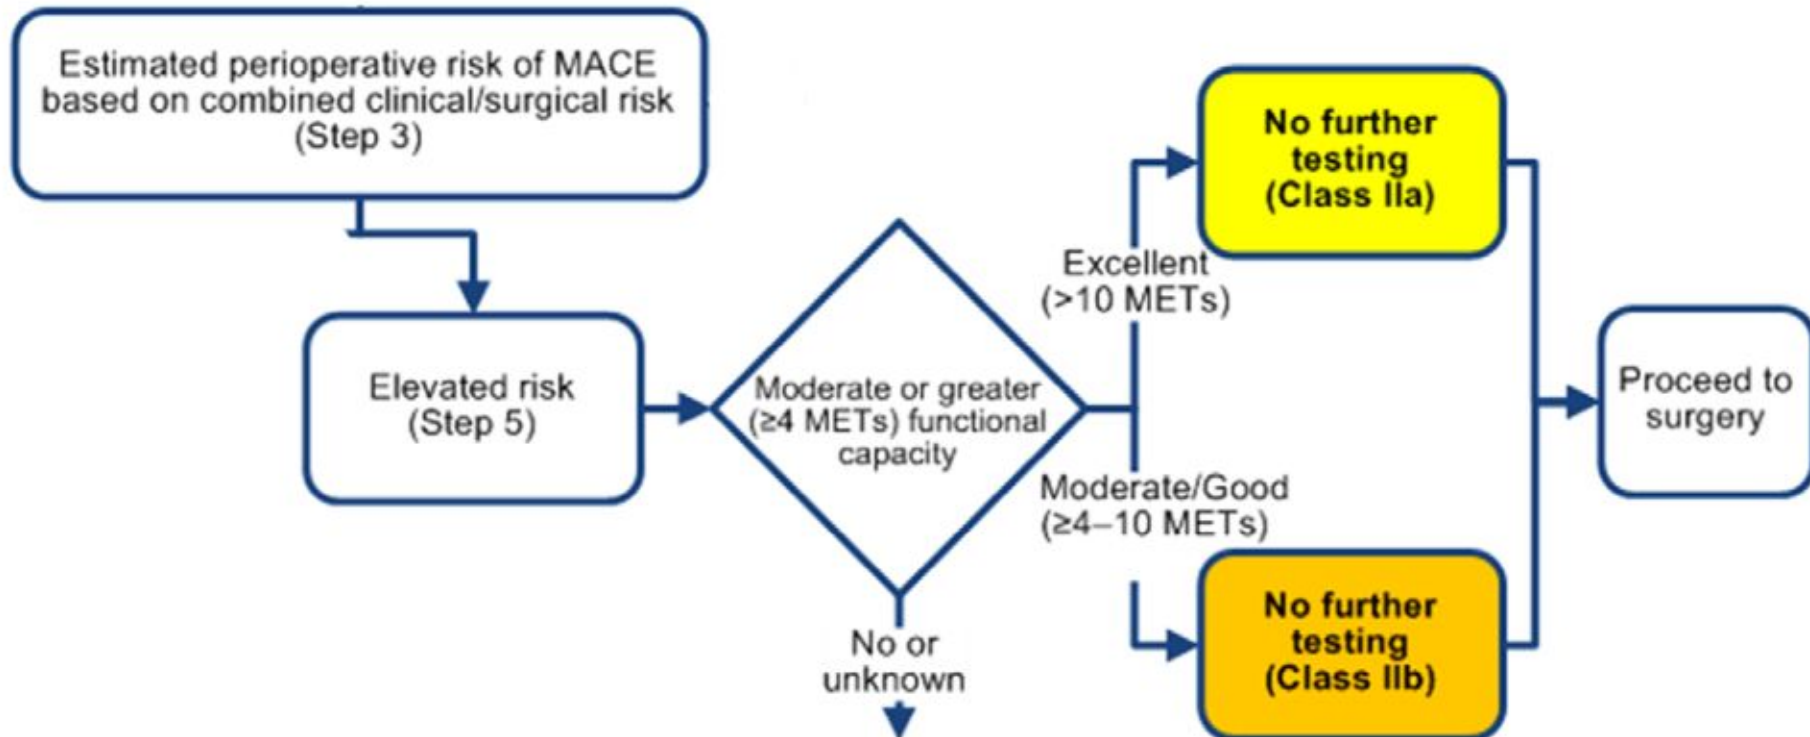 Estimated perioperative risk of MACE
based on combined clinical/surgical risk
(Step 3)
Elevated risk
(Step 5)
Moderate or greater
(≥4 METs) functional
capacity
No or
unknown
Excellent
(>10 METs)
Moderate/Good
(≥4–10 METs)
No further
testing
(Class IIa)
No further
testing
(Class IIb)
Proceed to
surgery